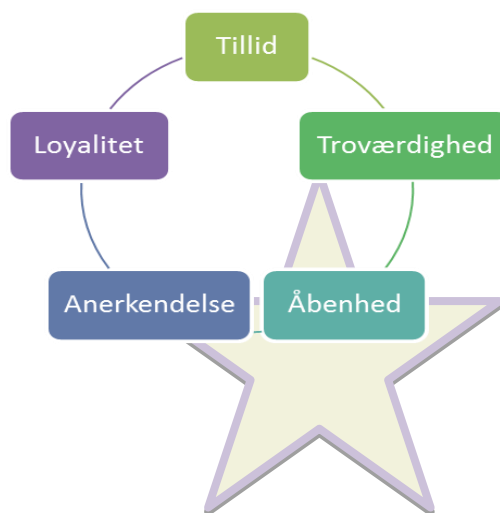 Tillid
Troværdighed
Åbenhed
Anerkendelse
Loyalitet